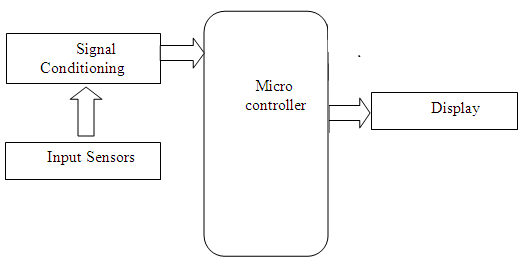 Signal
Conditioning
Input Sensors
Micro
controller
Display